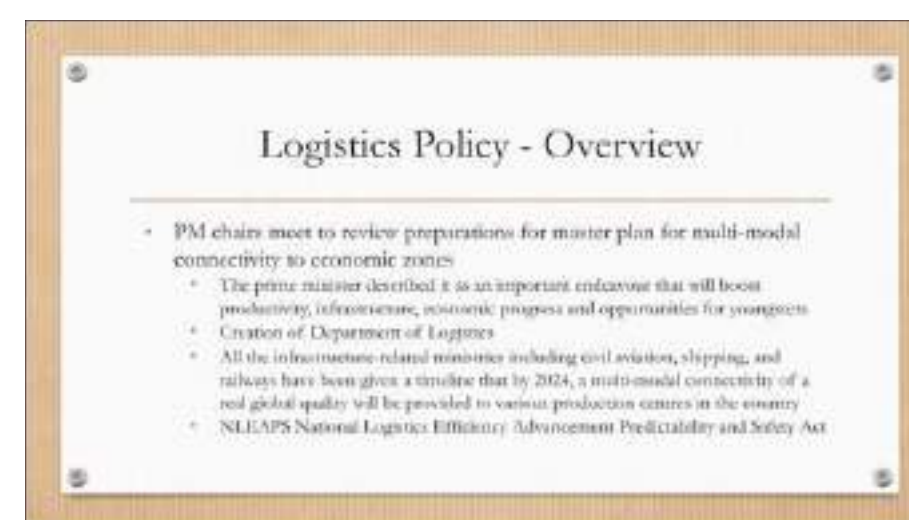 Logistics Policy - Overview
PM chairs meet to review preparations for master plan for multi-modal
connectivity to economic zones
The prime minister described it as an important endeavour that will boost
productivity, infrastructure, economic progress and opportunities for youngsters
Creation of Department of Logistics
All the infrastructure related ministries including civil aviation, shipping, and
railways have been given a timeline that by 2024, a multi-modal connectivity of a
real global quality will be provided to various production centres in the country
NLEAPS National Logistics Efficiency Advancement Predictability and Safety Act